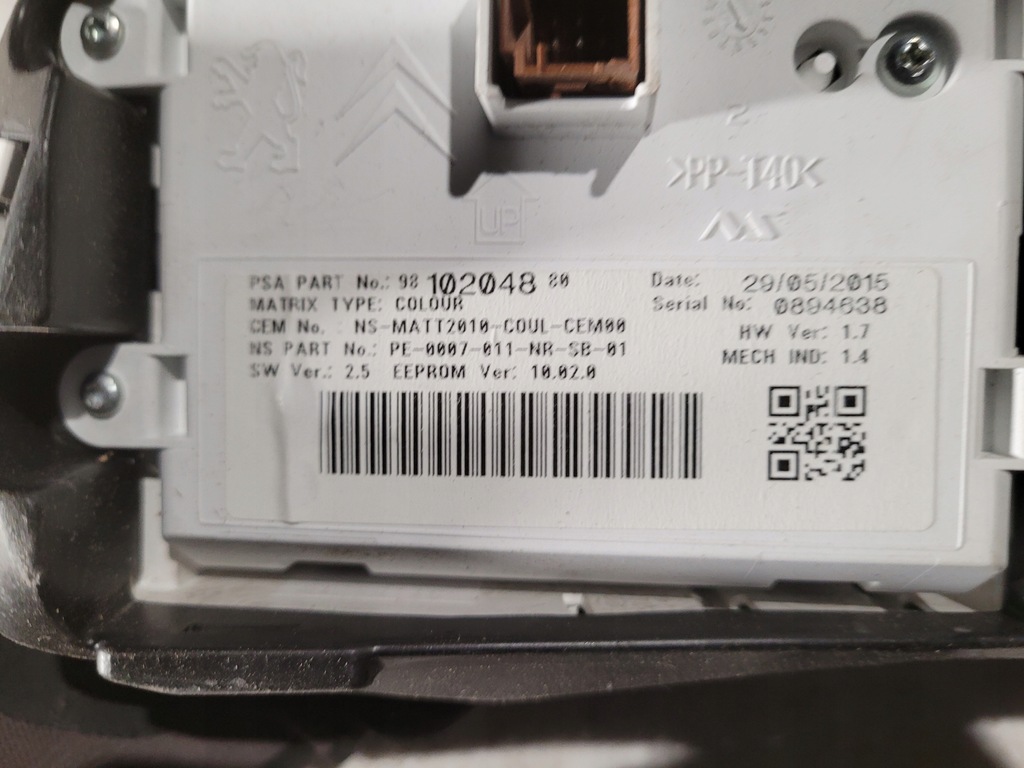 S
>PP-T40<
UP
PSA PART No.: 98 102048 80
Date: 29/05/2015
MATRIX TYPE: COLOUR
Serial No: 0894638
CEM No. NS-MATT2010-COUL-CEM00
HW Ver: 1.7
NS PART No.: PE-0007-011-NR-SB-01
MECH IND: 1.4
SW Ver.: 2.5 EEPROM Ver: 10.02.0